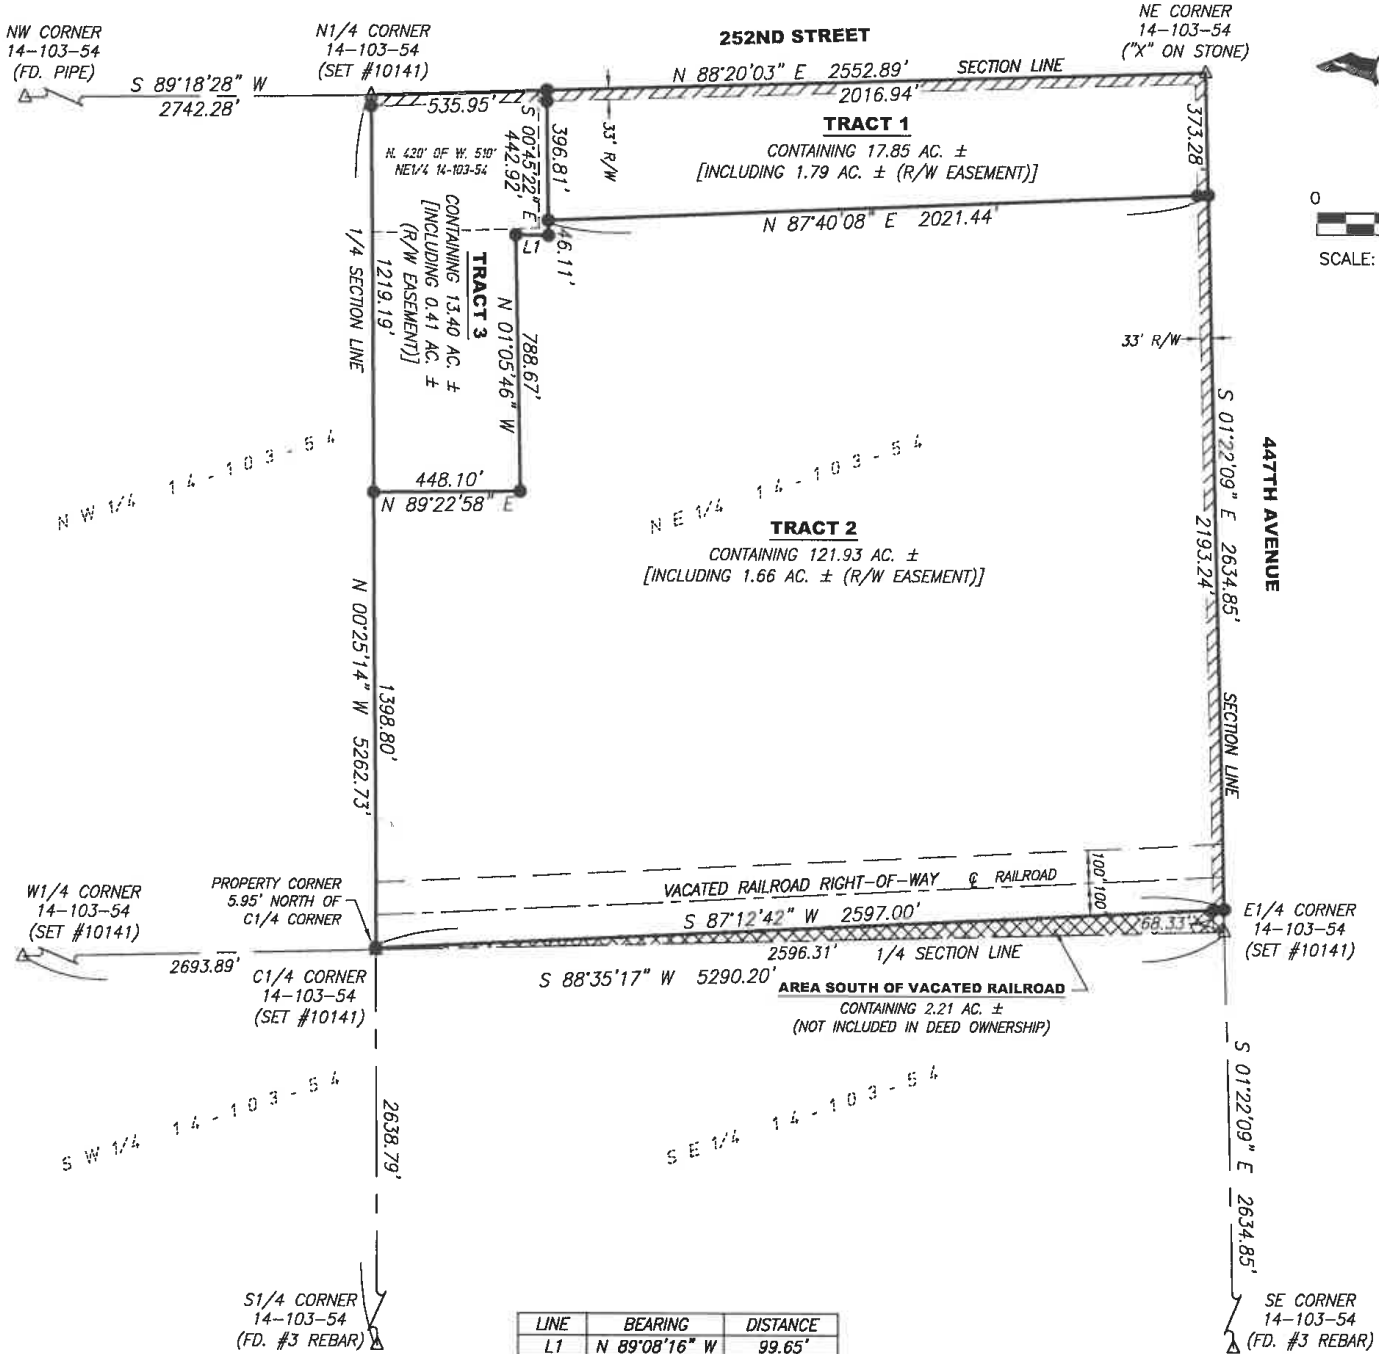 NW CORNER
14-103-54
(FD. PIPE)
S 89°18'28" W
2742.28'
N1/4 CORNER
14-103-54
(SET #10141)
252ND STREET
NE CORNER
14-103-54
("X" ON STONE)
N 88°20'03" E 2552.89'
SECTION LINE
535.95'
2016.94'
33' R/W
S 00°45'22" E
442.92'
396.81'
N. 420' OF W. 510'
NE1/4 14-103-54
TRACT 1
CONTAINING 17.85 AC. ±
[INCLUDING 1.79 AC. ± (R/W EASEMENT)]
373.28'
N 87°40'08" E 2021.44'
46.11'
L1
0
SCALE:
1/4 SECTION LINE
1219.19'
TRACT 3
CONTAINING 13.40 AC. ±
[INCLUDING 0.41 AC. ±
(R/W EASEMENT)]
N 01°05'46" W
788.67'
33' R/W
448.10'
N 89°22'58" E
NW 1/4 14-103-54
NE 1/4 14-103-54
TRACT 2
CONTAINING 121.93 AC. ±
[INCLUDING 1.66 AC. ± (R/W EASEMENT)]
S 01°22'09" E 2634.85'
2193.24'
447TH AVENUE
SECTION LINE
N 00°25'14" W 5262.73'
1398.80'
VACATED RAILROAD RIGHT-OF-WAY ℄ RAILROAD
100'
100'
W1/4 CORNER
14-103-54
(SET #10141)
PROPERTY CORNER
5.95' NORTH OF
C1/4 CORNER
S 87°12'42" W 2597.00'
68.33'
E1/4 CORNER
14-103-54
(SET #10141)
2693.89'
2596.31'
1/4 SECTION LINE
C1/4 CORNER
14-103-54
(SET #10141)
S 88°35'17" W 5290.20'
AREA SOUTH OF VACATED RAILROAD
CONTAINING 2.21 AC. ±
(NOT INCLUDED IN DEED OWNERSHIP)
SW 1/4 14-103-54
SE 1/4 14-103-54
2638.79'
S 01°22'09" E 2634.85'
S1/4 CORNER
14-103-54
(FD. #3 REBAR)
SE CORNER
14-103-54
(FD. #3 REBAR)
LINE BEARING DISTANCE
L1 N 89°08'16" W 99.65'